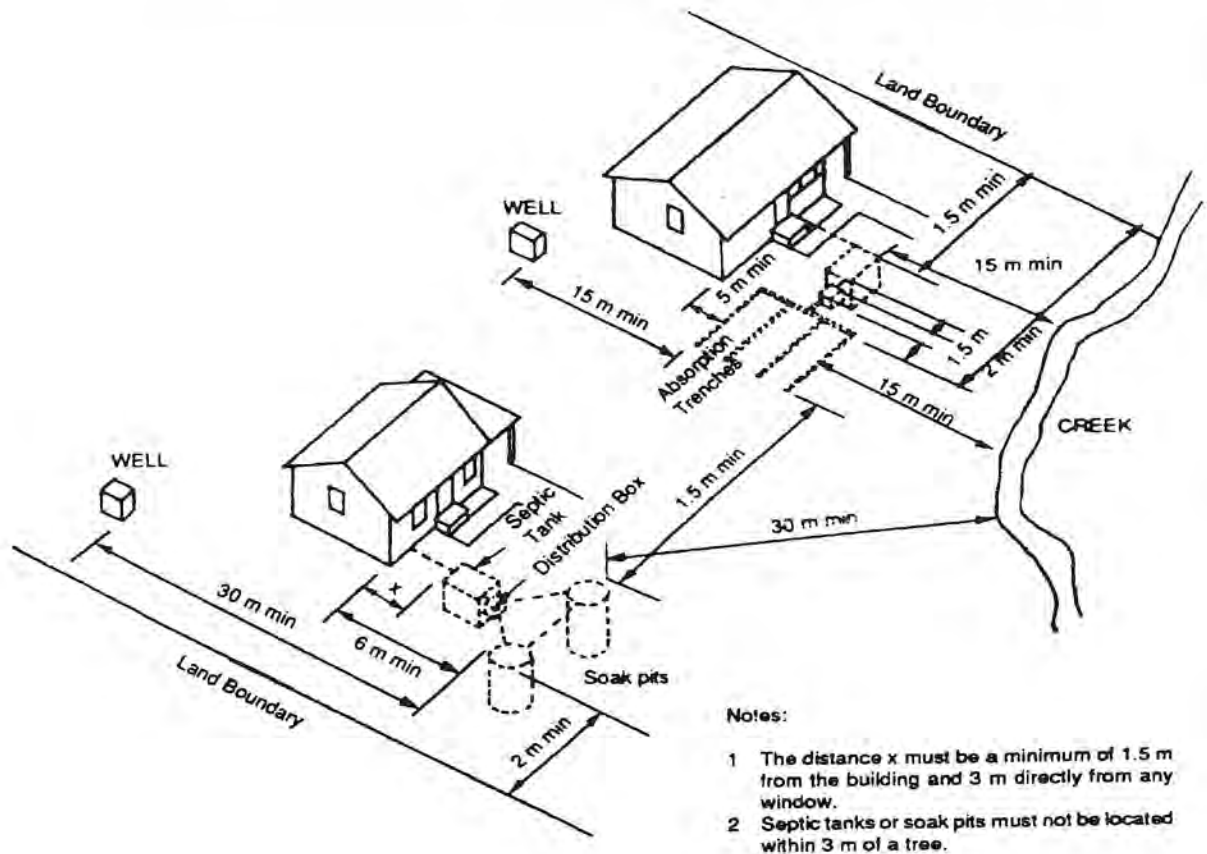 Land Boundary
WELL
1.5 m min
15 m min
15 m min
5 m min
Absorption
Trenches
1.5 m
2 m min
15 m min
CREEK
WELL
Septic
Tank
Distribution Box
1.5 m min
30 m min
x
30 m min
6 m min
Soak pits
Land Boundary
2 m min
Notes:
1 The distance x must be a minimum of 1.5 m
from the building and 3 m directly from any
window.
2 Septic tanks or soak pits must not be located
within 3 m of a tree.